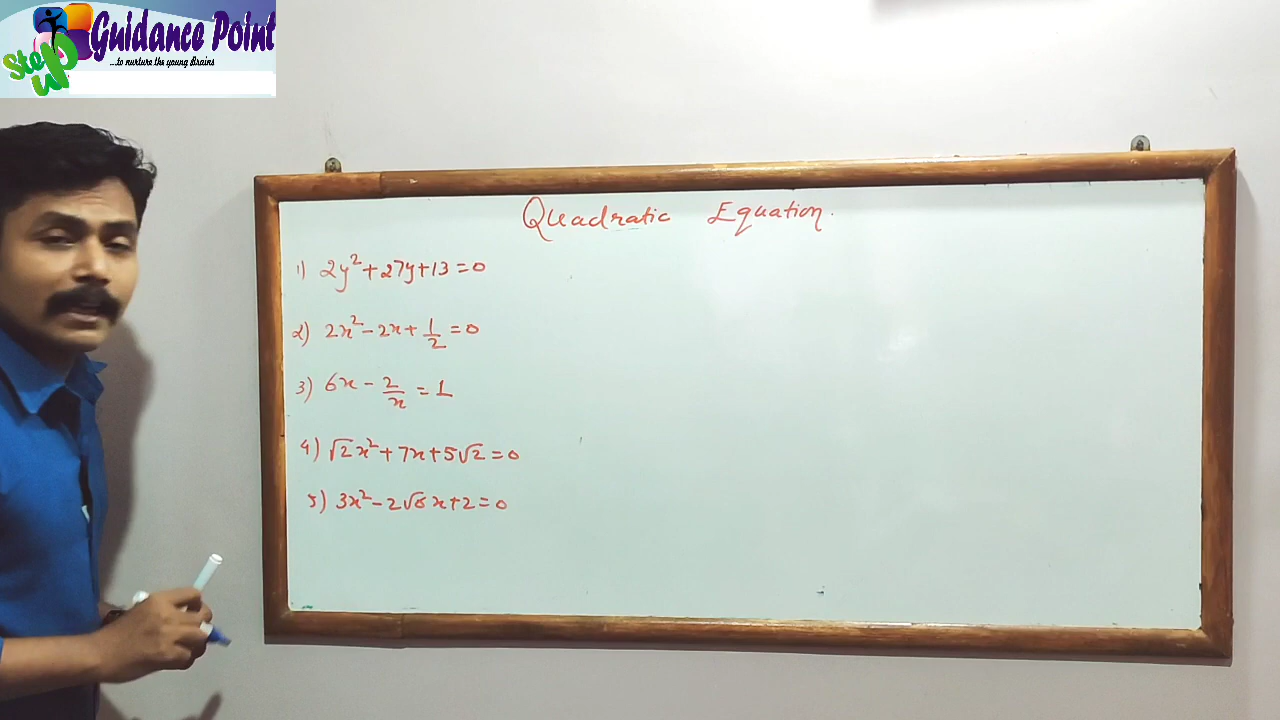 Step Up Guidance Point
...to nurture the young Brains
Quadratic Equation.
1) 2y²+27y+13=0
2) 2x²-2x+1/2=0
3) 6x-2/x=1
4) √2x²+7x+5√2=0
5) 3x²-2√6x+2=0